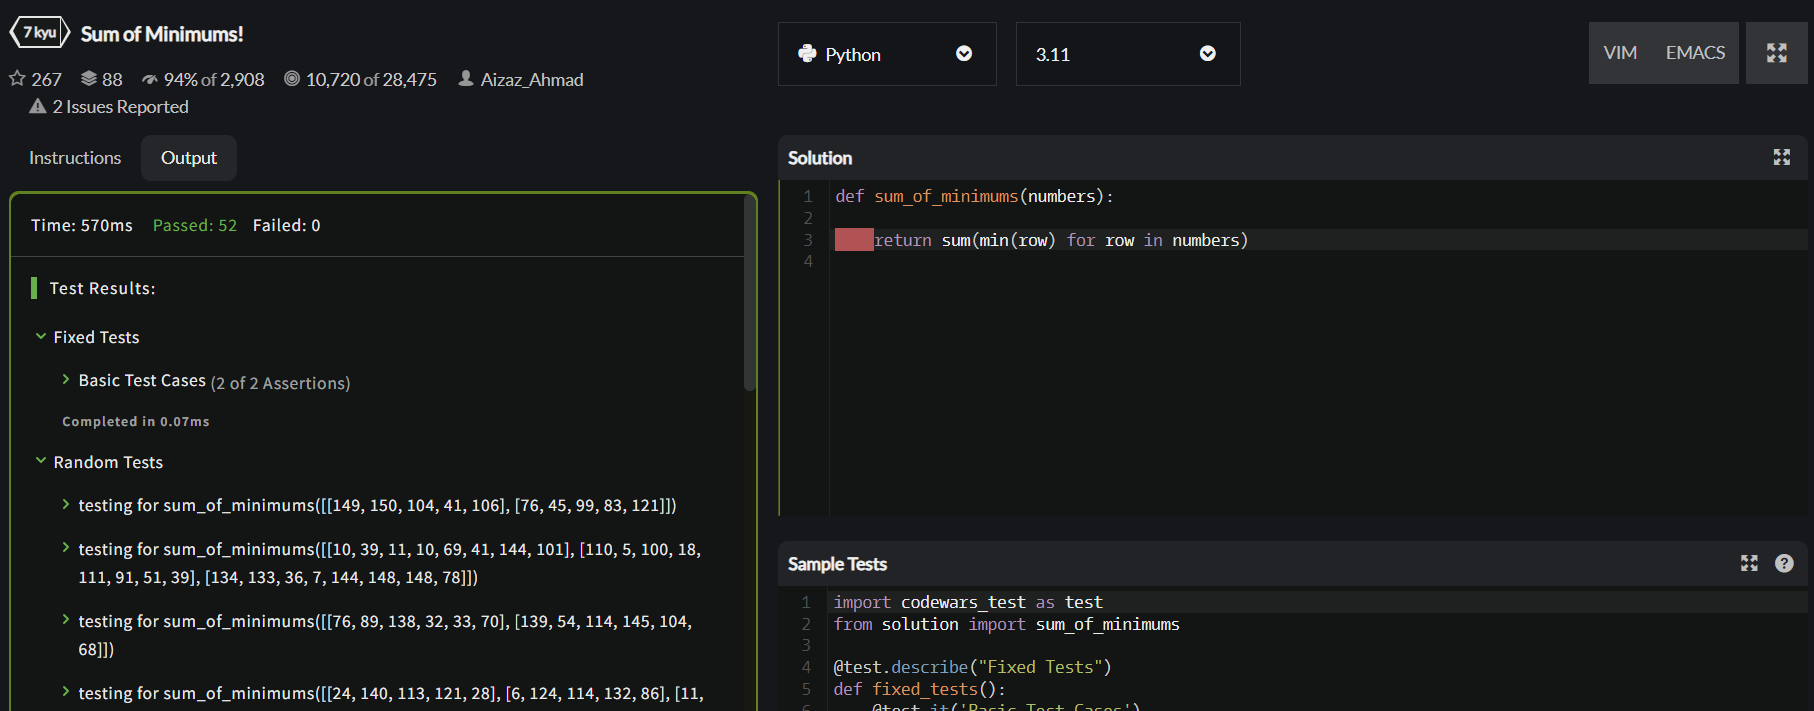 7 kyu Sum of Minimums!
267 88 94% of 2,908 10,720 of 28,475 Aizaz_Ahmad
2 Issues Reported
Instructions Output
Time: 570ms Passed: 52 Failed: 0
Test Results:
Fixed Tests
Basic Test Cases (2 of 2 Assertions)
Completed in 0.07ms
Random Tests
testing for sum_of_minimums([[149, 150, 104, 41, 106], [76, 45, 99, 83, 121]])
testing for sum_of_minimums([[10, 39, 11, 10, 69, 41, 144, 101], [110, 5, 100, 18,
111, 91, 51, 39], [134, 133, 36, 7, 144, 148, 148, 78]])
testing for sum_of_minimums([[76, 89, 138, 32, 33, 70], [139, 54, 114, 145, 104,
68]])
testing for sum_of_minimums([[24, 140, 113, 121, 28], [6, 124, 114, 132, 86], [11,
Python 3.11 VIM EMACS
Solution
1 def sum_of_minimums(numbers):
2
3 return sum(min(row) for row in numbers)
4
Sample Tests
1 import codewars_test as test
2 from solution import sum_of_minimums
3
4 @test.describe("Fixed Tests")
5 def fixed_tests():
6 @test.it('Basic Test Cases')